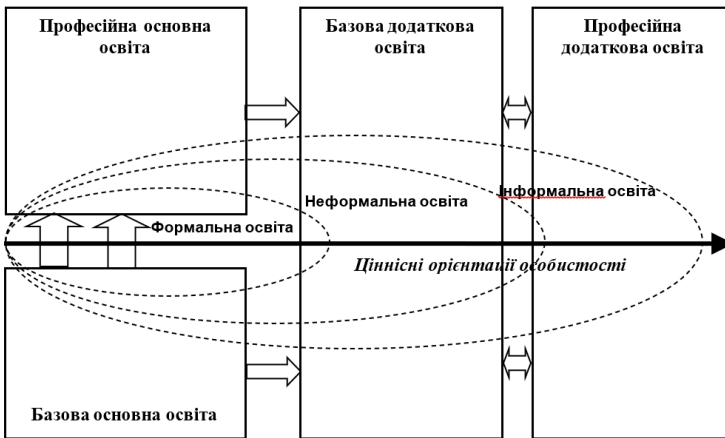 Професійна основна
освіта
Базова додаткова
освіта
Професійна
додаткова освіта
Неформальна освіта
Інформальна освіта
Формальна освіта
Ціннісні орієнтації особистості
Базова основна освіта